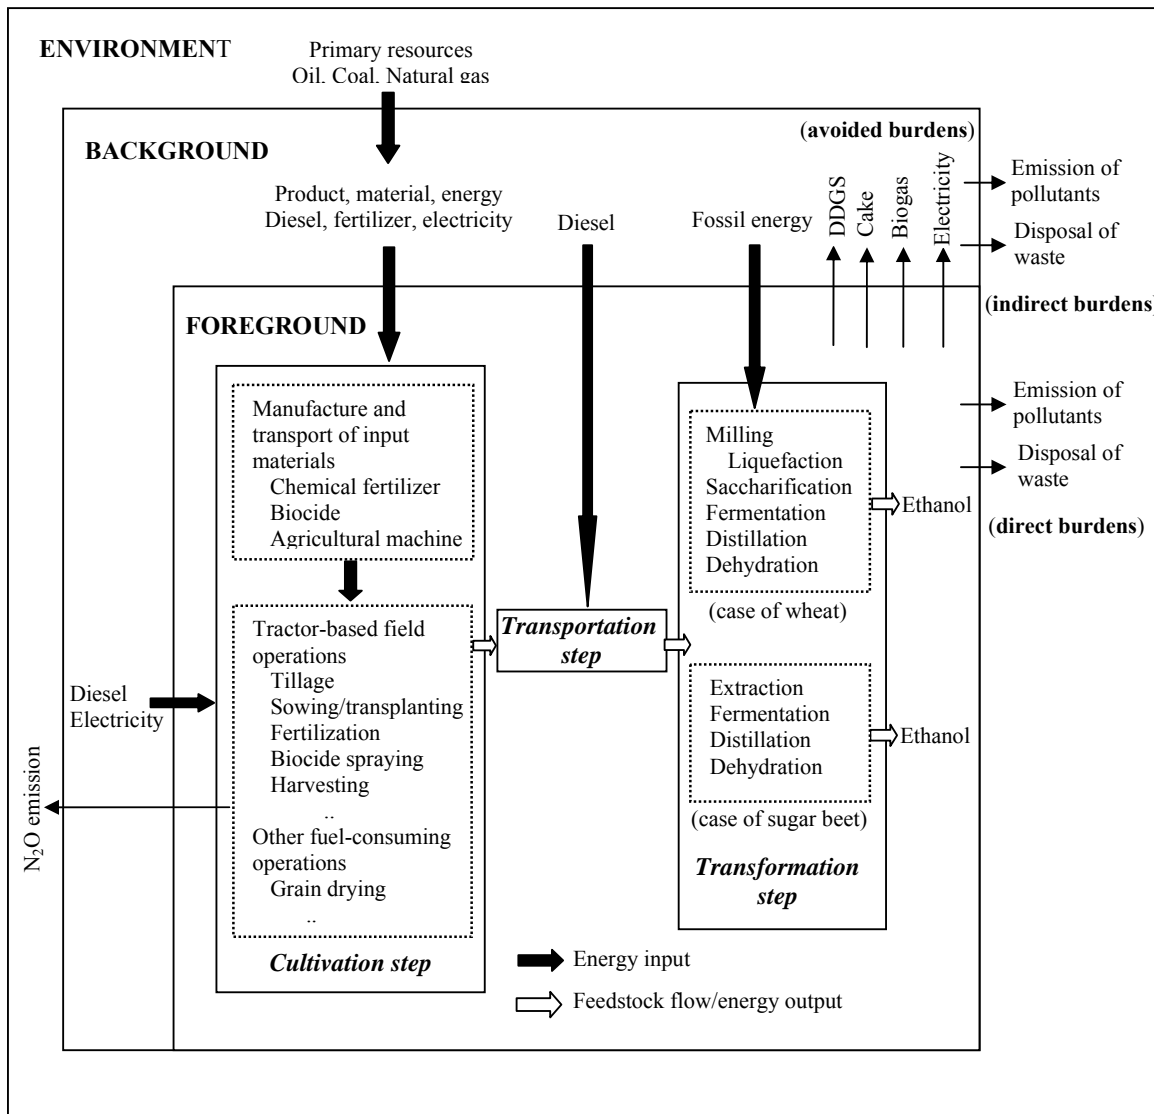 ENVIRONMENT
Primary resources
Oil, Coal, Natural gas
BACKGROUND
(avoided burdens)
DDGS
Cake
Biogas
Electricity
Emission of
pollutants
Disposal of
waste
Product, material, energy
Diesel, fertilizer, electricity
Diesel
Fossil energy
(indirect burdens)
FOREGROUND
Manufacture and
transport of input
materials
Chemical fertilizer
Biocide
Agricultural machine
Tractor-based field
operations
Tillage
Sowing/transplanting
Fertilization
Biocide spraying
Harvesting
..
Other fuel-consuming
operations
Grain drying
..
Cultivation step
Diesel
Electricity
N2O emission
Transportation
step
Milling
Liquefaction
Saccharification
Fermentation
Distillation
Dehydration
(case of wheat)
Ethanol
Extraction
Fermentation
Distillation
Dehydration
(case of sugar beet)
Ethanol
Transformation
step
Emission of
pollutants
Disposal of
waste
(direct burdens)
Energy input
Feedstock flow/energy output